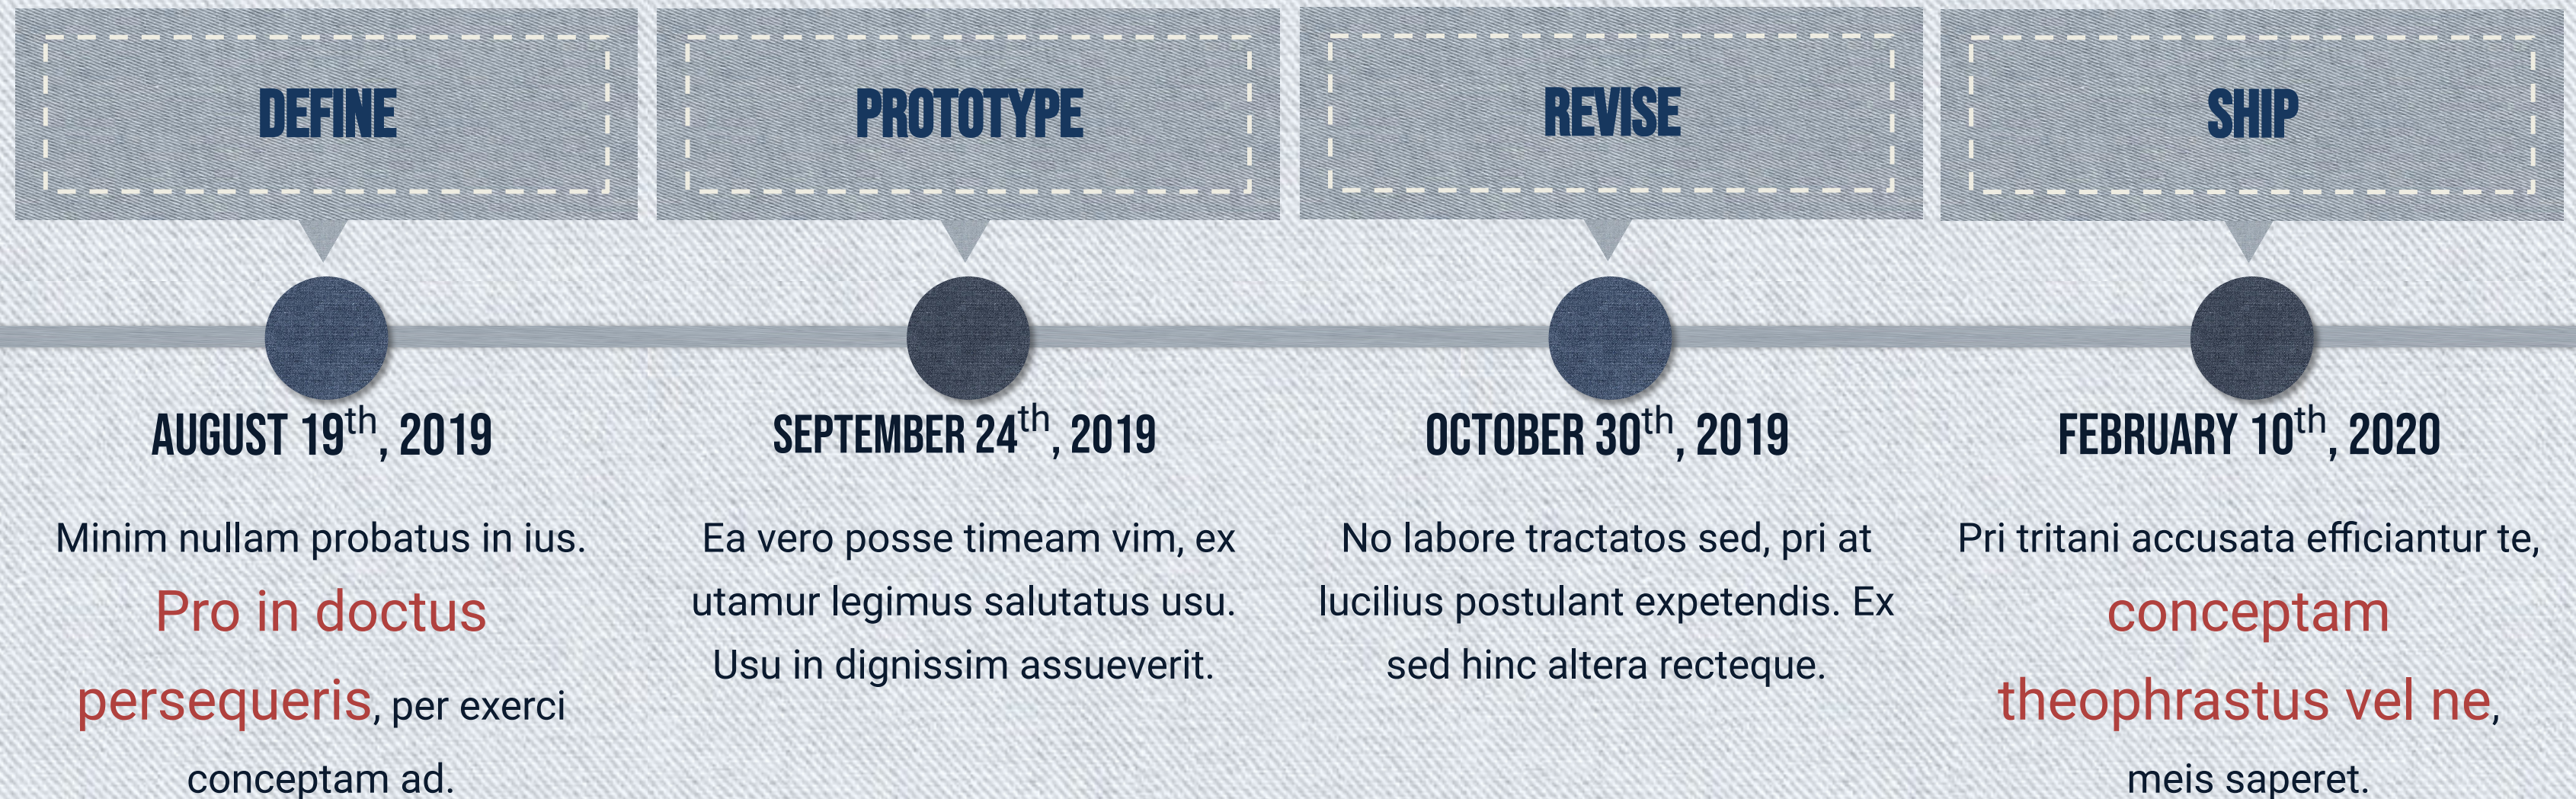 DEFINE
AUGUST 19th, 2019
Minim nullam probatus in ius.
Pro in doctus
persequeris, per exerci
conceptam ad.
PROTOTYPE
SEPTEMBER 24th, 2019
Ea vero posse timeam vim, ex
utamur legimus salutatus usu.
Usu in dignissim assueverit.
REVISE
OCTOBER 30th, 2019
No labore tractatos sed, pri at
lucilius postulant expetendis. Ex
sed hinc altera recteque.
SHIP
FEBRUARY 10th, 2020
Pri tritani accusata efficiantur te,
conceptam
theophrastus vel ne,
meis saperet.